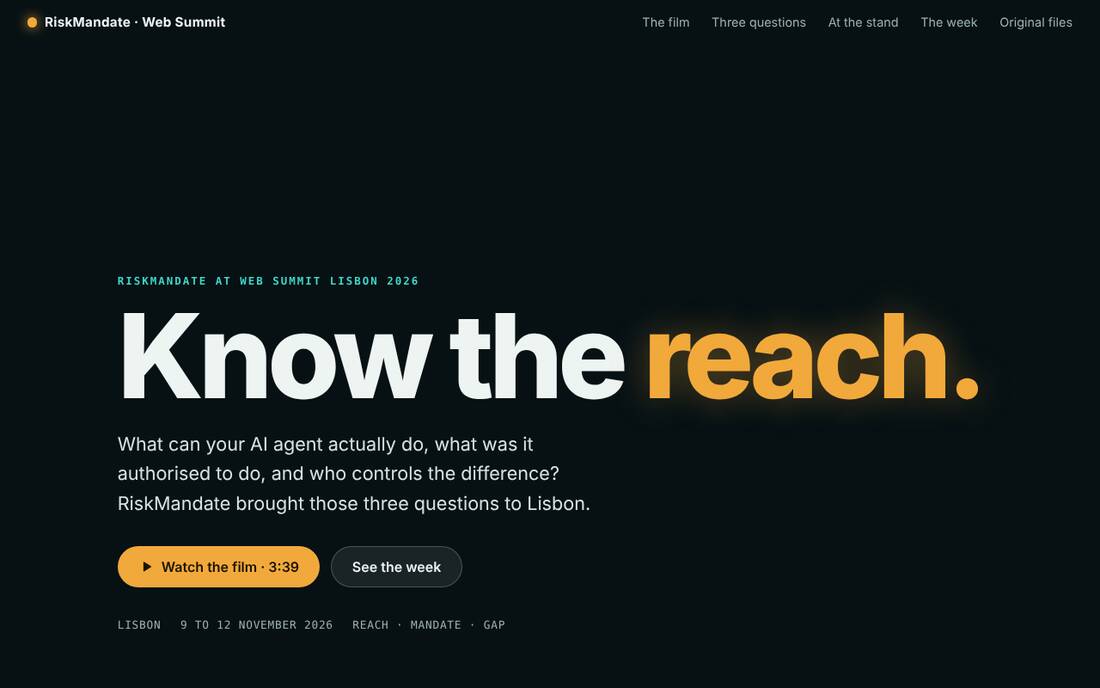 RiskMandate · Web Summit
The film
Three questions
At the stand
The week
Original files
RISKMANDATE AT WEB SUMMIT LISBON 2026
Know the reach.
What can your AI agent actually do, what was it
authorised to do, and who controls the difference?
RiskMandate brought those three questions to Lisbon.
Watch the film · 3:39
See the week
LISBON 9 TO 12 NOVEMBER 2026 REACH · MANDATE · GAP